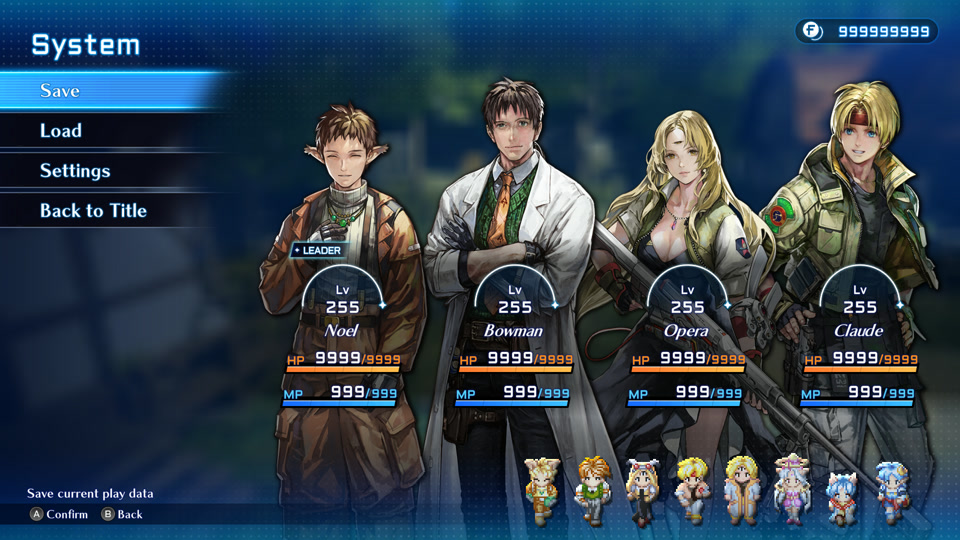 System
F 999999999
Save
Load
Settings
Back to Title
LEADER
Lv Lv Lv Lv
255 255 255 255
Noel Bowman Opera Claude
HP 9999/9999 HP 9999/9999 HP 9999/9999 HP 9999/9999
MP 999/999 MP 999/999 MP 999/999 MP 999/999
Save current play data
A Confirm B Back